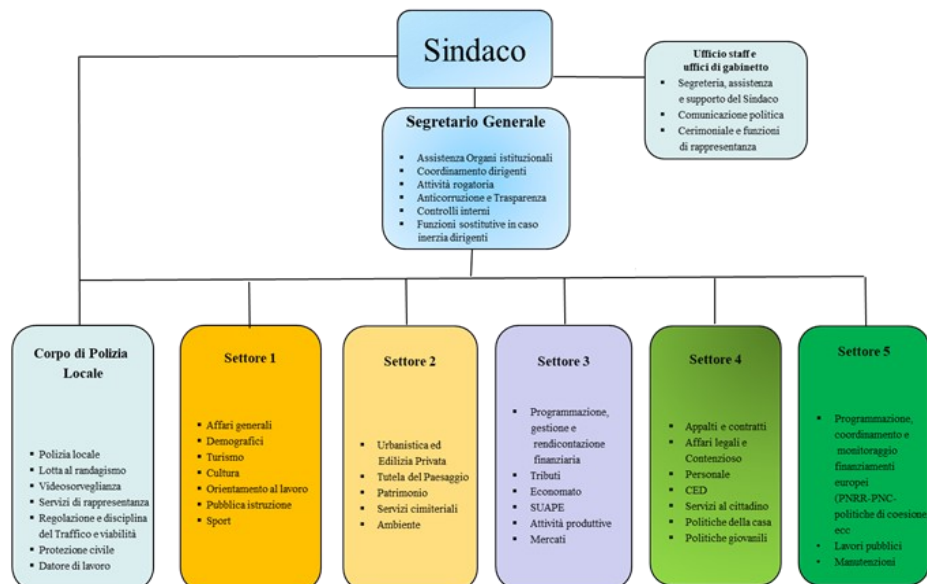 Sindaco
Ufficio staff e
uffici di gabinetto
Segreteria, assistenza
e supporto del Sindaco
Comunicazione politica
Cerimoniale e funzioni
di rappresentanza
Segretario Generale
Assistenza Organi istituzionali
Coordinamento dirigenti
Attività rogatoria
Anticorruzione e Trasparenza
Controlli interni
Funzioni sostitutive in caso
inerzia dirigenti
Corpo di Polizia
Locale
Polizia locale
Lotta al randagismo
Videosorveglianza
Servizi di rappresentanza
Regolazione e disciplina
del Traffico e viabilità
Protezione civile
Datore di lavoro
Settore 1
Affari generali
Demografici
Turismo
Cultura
Orientamento al lavoro
Pubblica istruzione
Sport
Settore 2
Urbanistica ed
Edilizia Privata
Tutela del Paesaggio
Patrimonio
Servizi cimiteriali
Ambiente
Settore 3
Programmazione,
gestione e
rendicontazione
finanziaria
Tributi
Economato
SUAPE
Attività produttive
Mercati
Settore 4
Appalti e contratti
Affari legali e
Contenzioso
Personale
CED
Servizi al cittadino
Politiche della casa
Politiche giovanili
Settore 5
Programmazione,
coordinamento e
monitoraggio
finanziamenti
europei
(PNRR-PNC-
politiche di coesione
ecc
Lavori pubblici
Manutenzioni